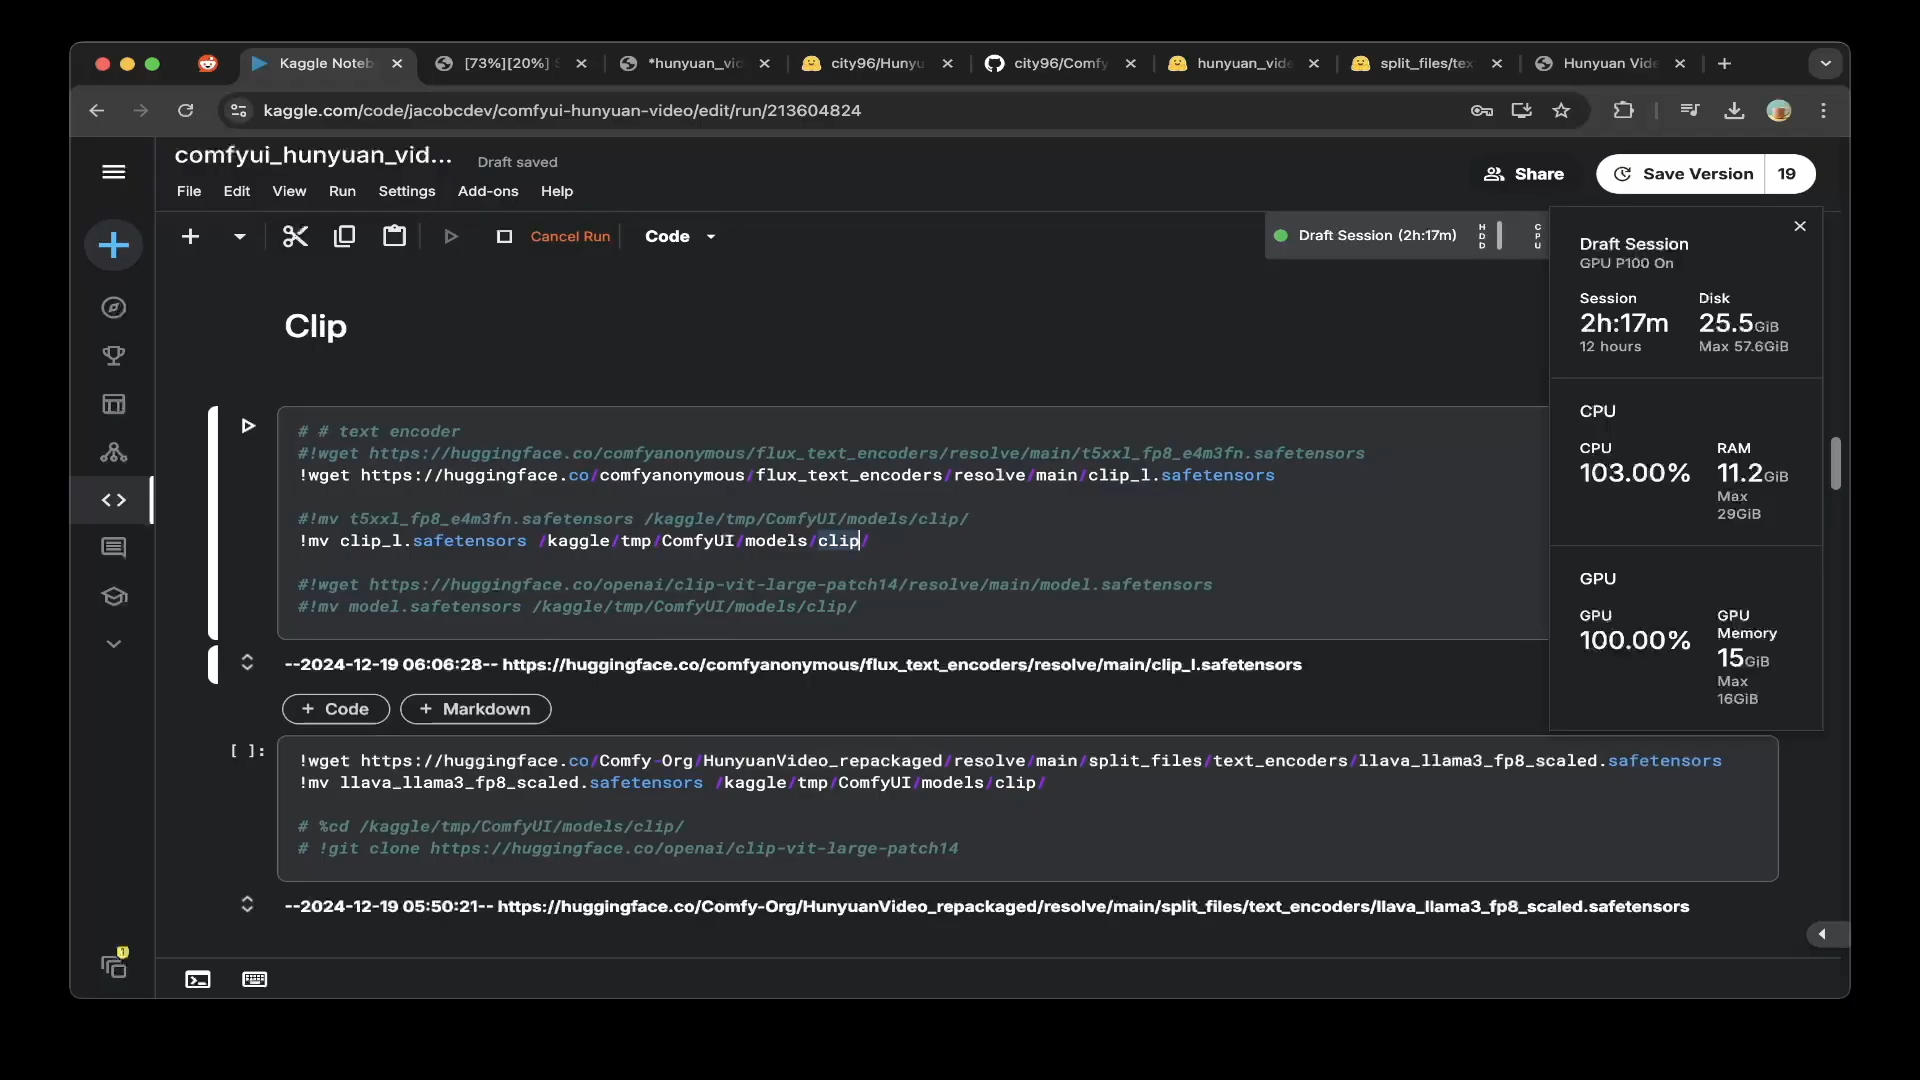 Kaggle Noteb
[73%][20%] S
*hunyuan_vid
city96/Hunyu
city96/Comfy
hunyuan_vide
split_files/tex
Hunyuan Vide
kaggle.com/code/jacobcdev/comfyui-hunyuan-video/edit/run/213604824
comfyui_hunyuan_vid...
Draft saved
File Edit View Run Settings Add-ons Help
Share
Save Version 19
Cancel Run
Code
Draft Session (2h:17m)
HDD
CPU
Draft Session
GPU P100 On
Session
2h:17m
12 hours
Disk
25.5GiB
Max 57.6GiB
CPU
CPU
103.00%
RAM
11.2GiB
Max
29GiB
GPU
GPU
100.00%
GPU
Memory
15GiB
Max
16GiB
Clip
# # text encoder
#!wget https://huggingface.co/comfyanonymous/flux_text_encoders/resolve/main/t5xxl_fp8_e4m3fn.safetensors
!wget https://huggingface.co/comfyanonymous/flux_text_encoders/resolve/main/clip_l.safetensors
#!mv t5xxl_fp8_e4m3fn.safetensors /kaggle/tmp/ComfyUI/models/clip/
!mv clip_l.safetensors /kaggle/tmp/ComfyUI/models/clip/
#!wget https://huggingface.co/openai/clip-vit-large-patch14/resolve/main/model.safetensors
#!mv model.safetensors /kaggle/tmp/ComfyUI/models/clip/
--2024-12-19 06:06:28-- https://huggingface.co/comfyanonymous/flux_text_encoders/resolve/main/clip_l.safetensors
+ Code
+ Markdown
[ ]:
!wget https://huggingface.co/Comfy-Org/HunyuanVideo_repackaged/resolve/main/split_files/text_encoders/llava_llama3_fp8_scaled.safetensors
!mv llava_llama3_fp8_scaled.safetensors /kaggle/tmp/ComfyUI/models/clip/
# %cd /kaggle/tmp/ComfyUI/models/clip/
# !git clone https://huggingface.co/openai/clip-vit-large-patch14
--2024-12-19 05:50:21-- https://huggingface.co/Comfy-Org/HunyuanVideo_repackaged/resolve/main/split_files/text_encoders/llava_llama3_fp8_scaled.safetensors
1